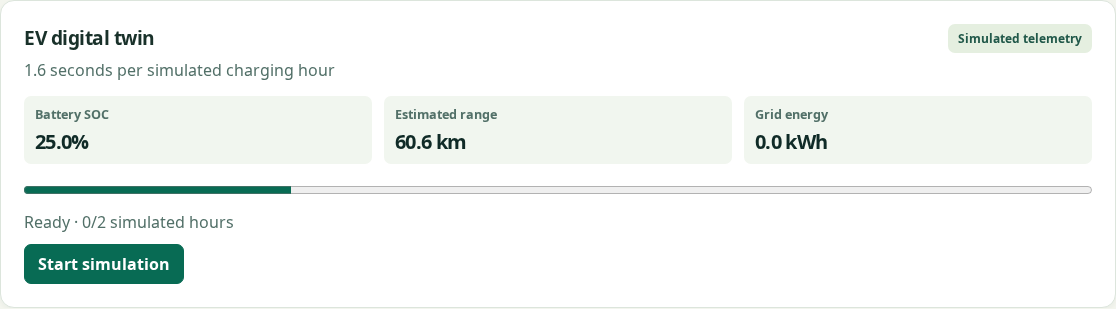 EV digital twin
Simulated telemetry
1.6 seconds per simulated charging hour
Battery SOC
25.0%
Estimated range
60.6 km
Grid energy
0.0 kWh
Ready · 0/2 simulated hours
Start simulation